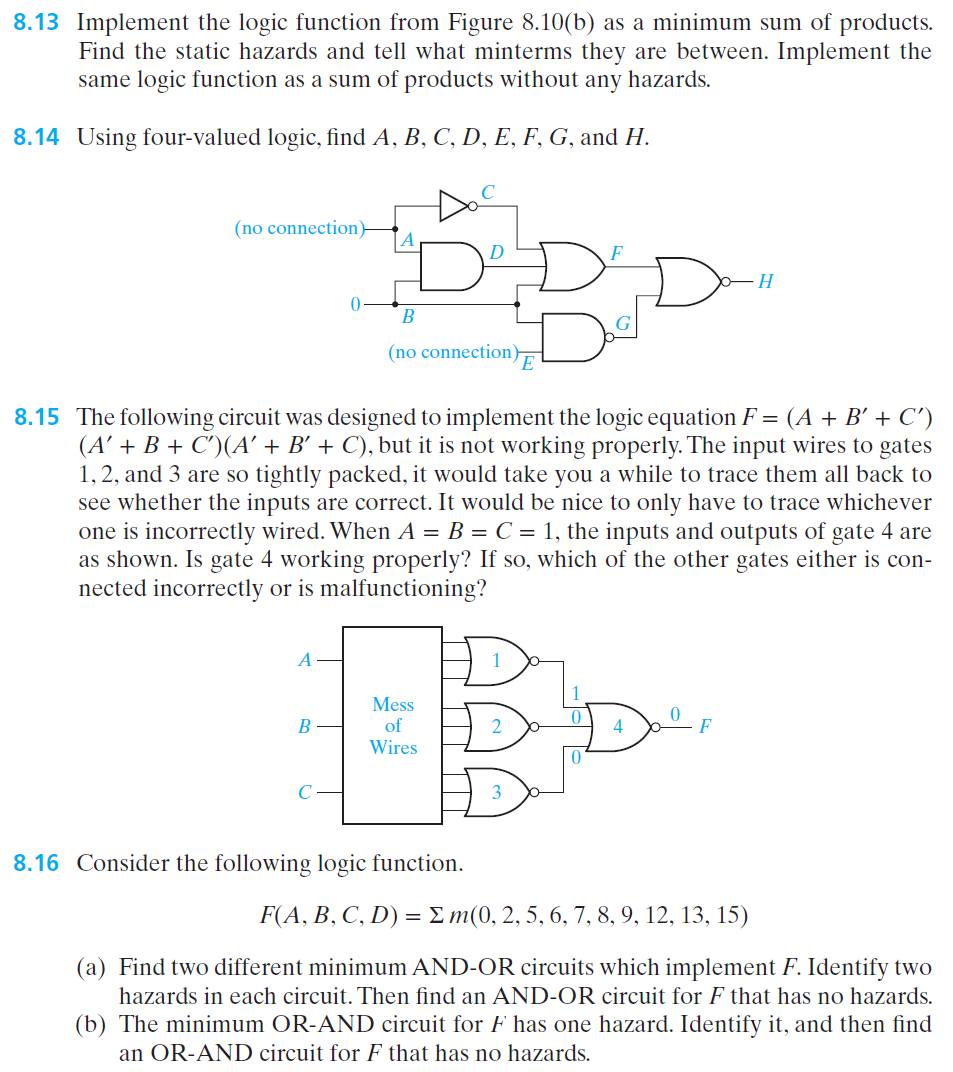 8.13 Implement the logic function from Figure 8.10(b) as a minimum sum of products.
Find the static hazards and tell what minterms they are between. Implement the
same logic function as a sum of products without any hazards.
8.14 Using four-valued logic, find A, B, C, D, E, F, G, and H.
C
(no connection)
A
D
F
H
0
B
G
(no connection)
E
8.15 The following circuit was designed to implement the logic equation F = (A + B′ + C′)
(A′ + B + C′)(A′ + B′ + C), but it is not working properly. The input wires to gates
1, 2, and 3 are so tightly packed, it would take you a while to trace them all back to
see whether the inputs are correct. It would be nice to only have to trace whichever
one is incorrectly wired. When A = B = C = 1, the inputs and outputs of gate 4 are
as shown. Is gate 4 working properly? If so, which of the other gates either is con-
nected incorrectly or is malfunctioning?
A
1
1
Mess
B
of
2
0
4
0
F
Wires
0
C
3
8.16 Consider the following logic function.
F(A, B, C, D) = Σ m(0, 2, 5, 6, 7, 8, 9, 12, 13, 15)
(a) Find two different minimum AND-OR circuits which implement F. Identify two
hazards in each circuit. Then find an AND-OR circuit for F that has no hazards.
(b) The minimum OR-AND circuit for F has one hazard. Identify it, and then find
an OR-AND circuit for F that has no hazards.